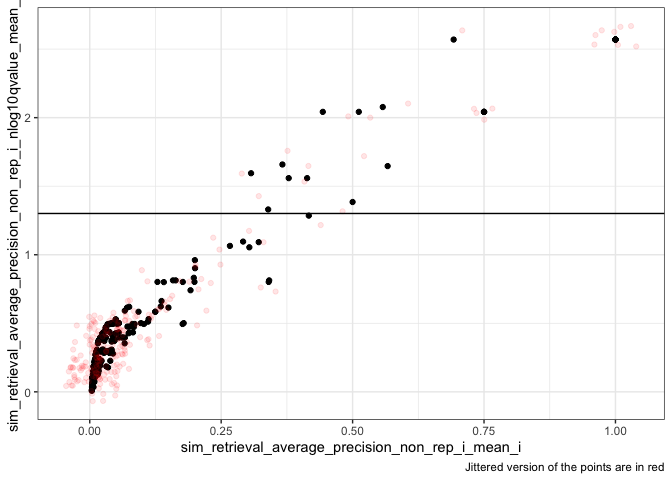 sim_retrieval_average_precision_non_rep_i_nlog10qvalue_mean_
2
1
0
0.00
0.25
0.50
0.75
1.00
sim_retrieval_average_precision_non_rep_i_mean_i
Jittered version of the points are in red